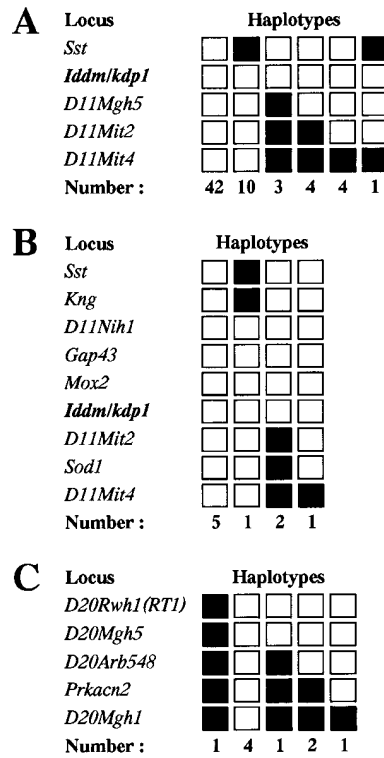 A Locus Haplotypes
Sst
Iddm/kdp1
D11Mgh5
D11Mit2
D11Mit4
Number : 42 10 3 4 4 1
B Locus Haplotypes
Sst
Kng
D11Nih1
Gap43
Mox2
Iddm/kdp1
D11Mit2
Sod1
D11Mit4
Number : 5 1 2 1
C Locus Haplotypes
D20Rwh1(RT1)
D20Mgh5
D20Arb548
Prkacn2
D20Mgh1
Number : 1 4 1 2 1